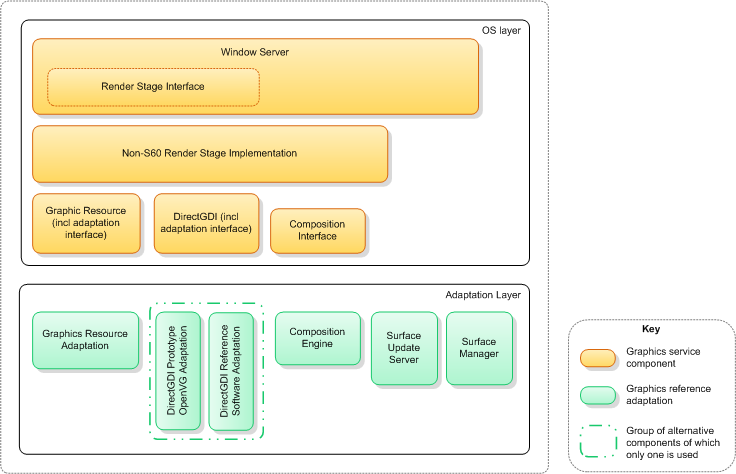 OS layer
Window Server
Render Stage Interface
Non-S60 Render Stage Implementation
Graphic Resource
(incl adaptation
interface)
DirectGDI (incl
adaptation interface)
Composition
Interface
Adaptation Layer
Graphics Resource
Adaptation
DirectGDI Prototype
OpenVG Adaptation
DirectGDI Reference
Software Adaptation
Composition
Engine
Surface
Update
Server
Surface
Manager
Key
Graphics service
component
Graphics reference
adaptation
Group of alternative
components of which
only one is used